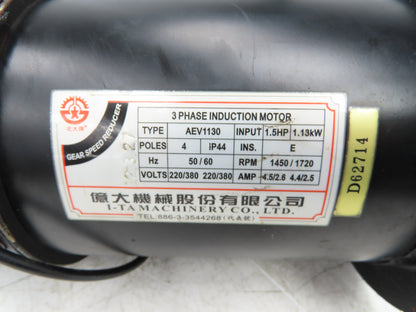 GEAR SPEED REDUCER
3 PHASE INDUCTION MOTOR
TYPE AEV1130 INPUT 1.5HP 1.13kW
POLES 4 IP44 INS. E
Hz 50/60 RPM 1450/1720
VOLTS 220/380 220/380 AMP 4.5/2.6 4.4/2.5
億大機械股份有限公司
I-TA MACHINERY CO., LTD.
TEL:886-3-3544268 (代表號)
D62714